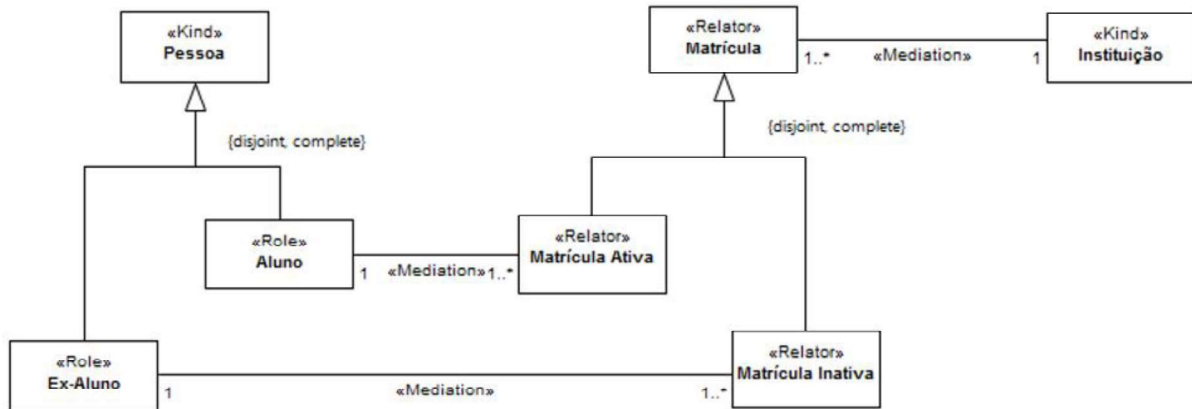 «Kind»
Pessoa
«Relator»
Matrícula
1..*
«Mediation»
1
«Kind»
Instituição
{disjoint, complete}
{disjoint, complete}
«Role»
Aluno
1
«Mediation»
1..*
«Relator»
Matrícula Ativa
«Role»
Ex-Aluno
1
«Mediation»
1..*
«Relator»
Matrícula Inativa